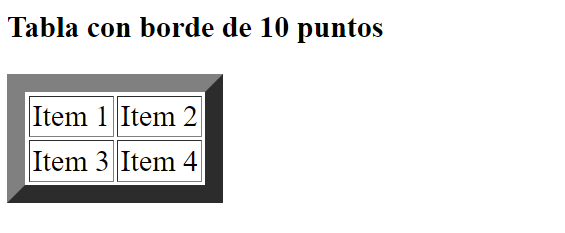 Tabla con borde de 10 puntos
Item 1 Item 2
Item 3 Item 4